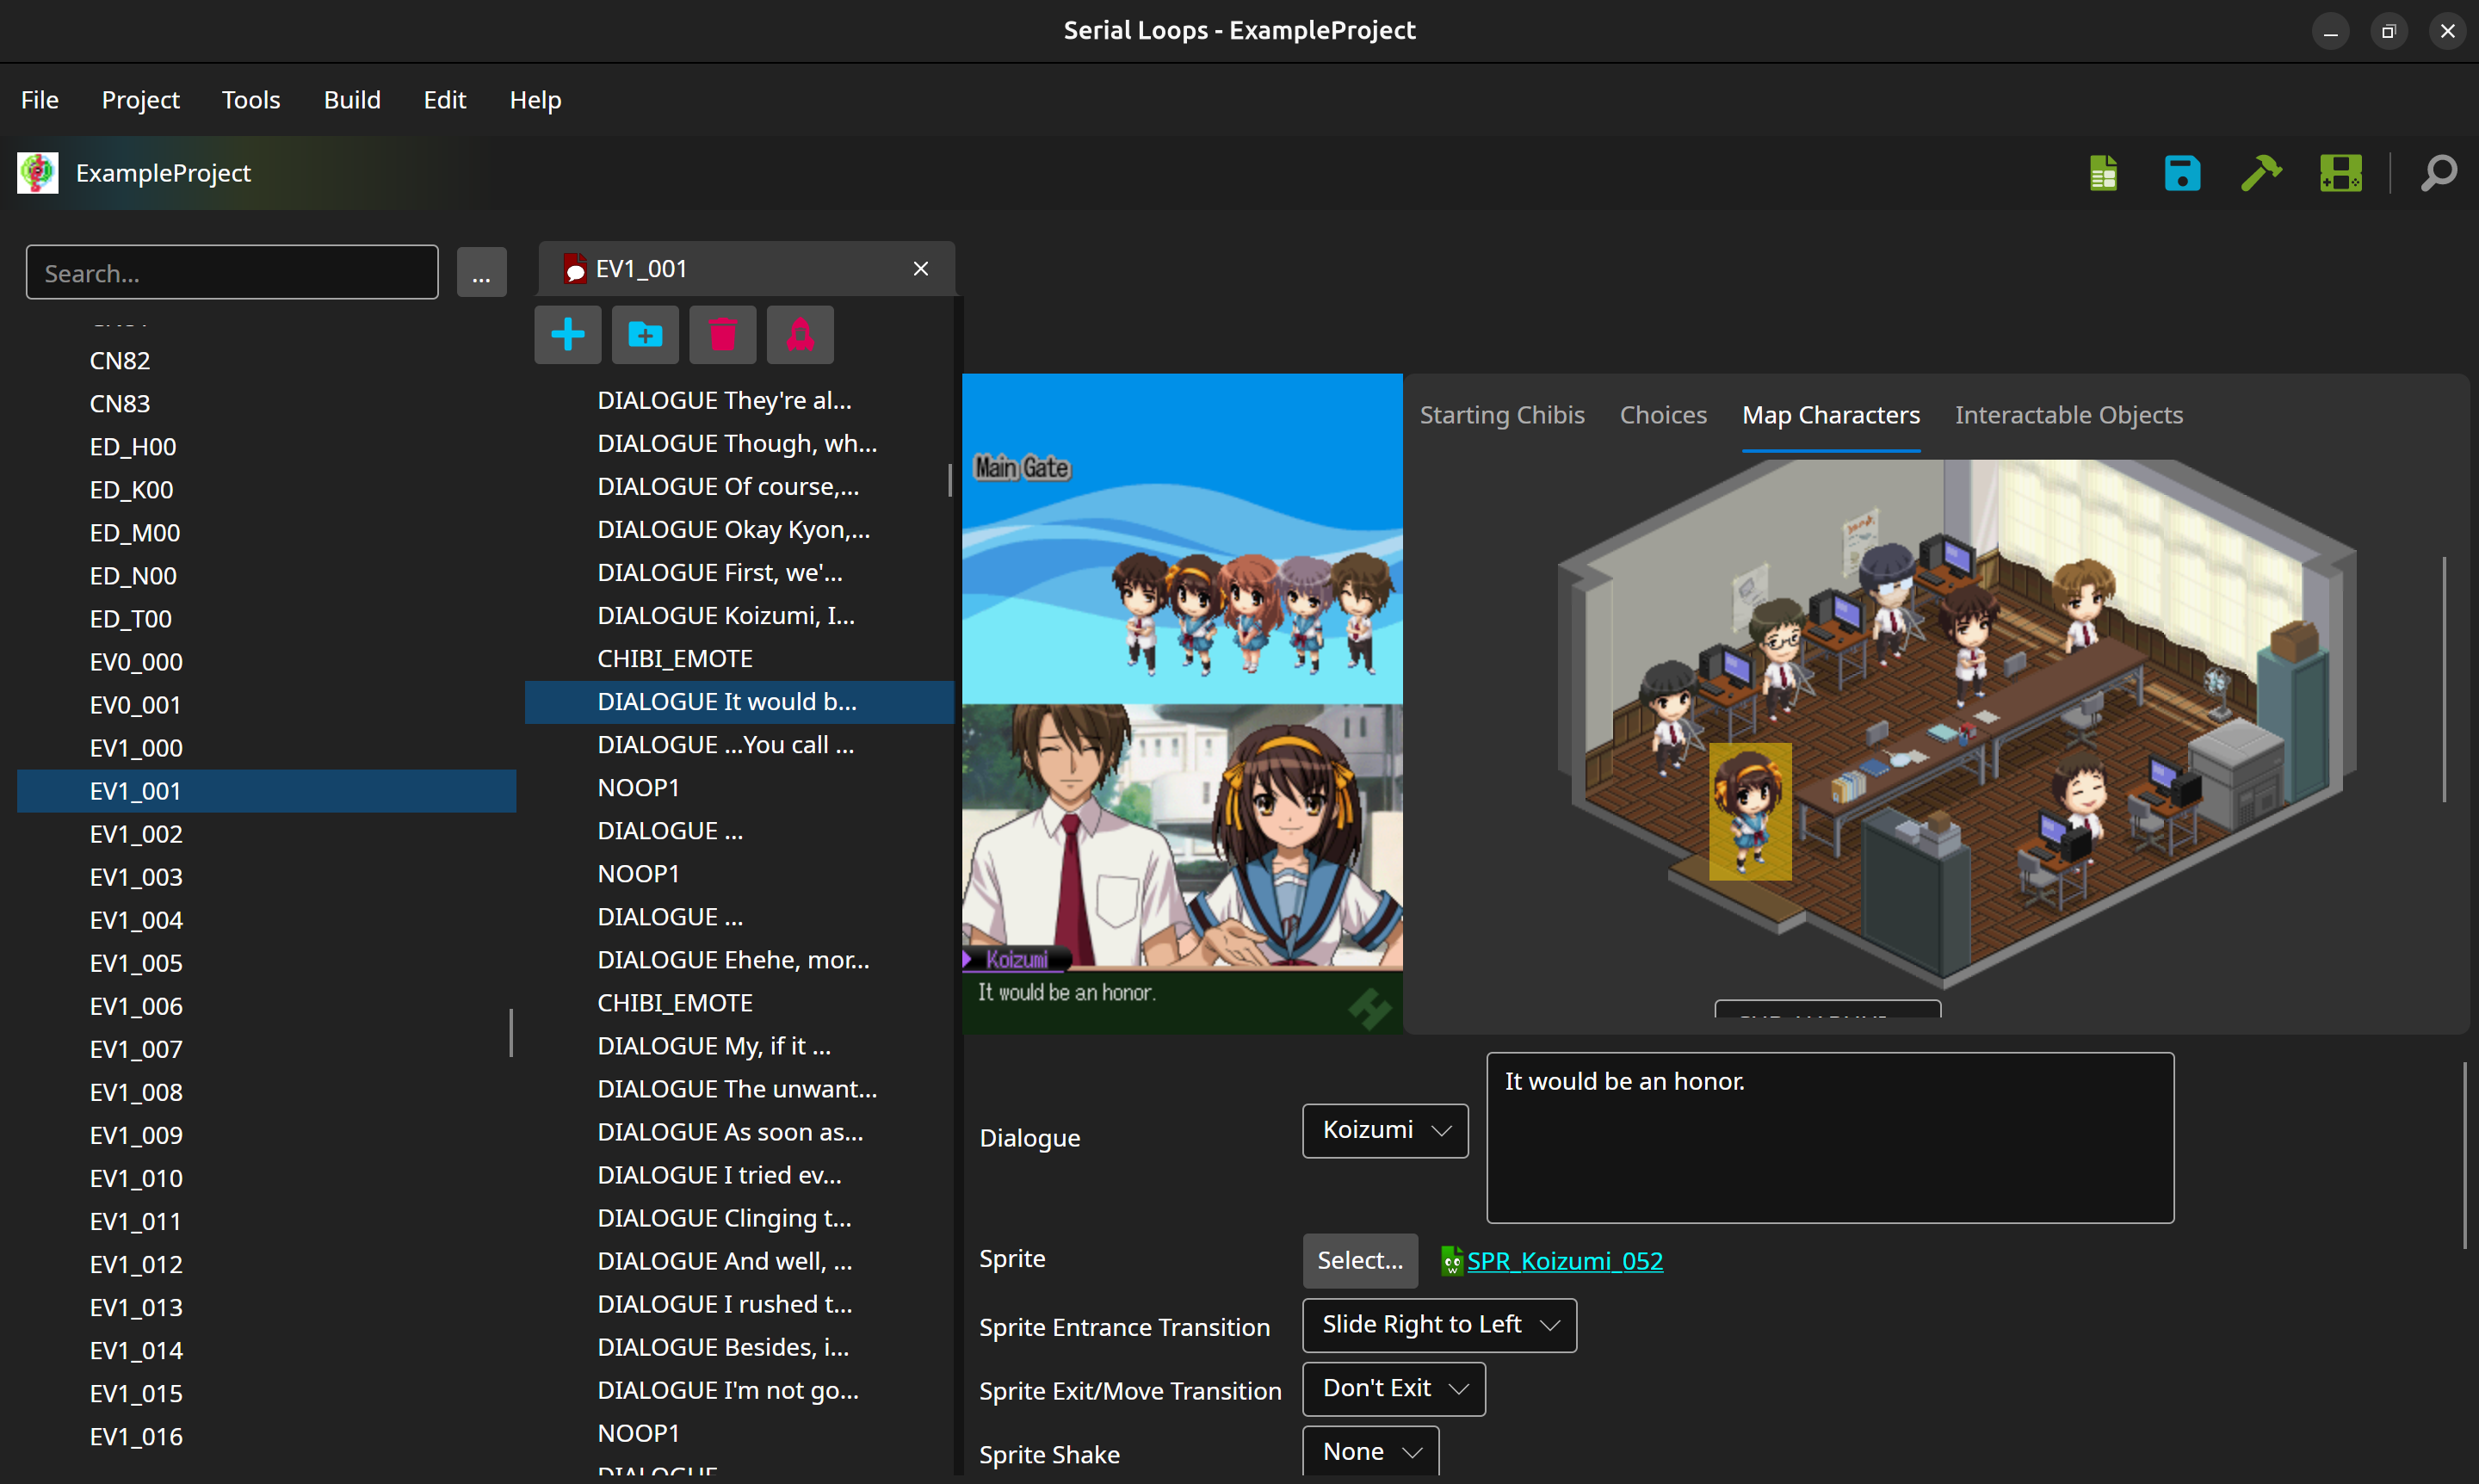 Serial Loops - ExampleProject
File Project Tools Build Edit Help
ExampleProject
Search...
...
CN82
CN83
ED_H00
ED_K00
ED_M00
ED_N00
ED_T00
EV0_000
EV0_001
EV1_000
EV1_001
EV1_002
EV1_003
EV1_004
EV1_005
EV1_006
EV1_007
EV1_008
EV1_009
EV1_010
EV1_011
EV1_012
EV1_013
EV1_014
EV1_015
EV1_016
EV1_001
DIALOGUE They're al...
DIALOGUE Though, wh...
DIALOGUE Of course,...
DIALOGUE Okay Kyon,...
DIALOGUE First, we'...
DIALOGUE Koizumi, I...
CHIBI_EMOTE
DIALOGUE It would b...
DIALOGUE ...You call ...
NOOP1
DIALOGUE ...
NOOP1
DIALOGUE ...
DIALOGUE Ehehe, mor...
CHIBI_EMOTE
DIALOGUE My, if it ...
DIALOGUE The unwant...
DIALOGUE As soon as...
DIALOGUE I tried ev...
DIALOGUE Clinging t...
DIALOGUE And well, ...
DIALOGUE I rushed t...
DIALOGUE Besides, i...
DIALOGUE I'm not go...
NOOP1
Main Gate
Koizumi
It would be an honor.
Starting Chibis Choices Map Characters Interactable Objects
Dialogue Koizumi It would be an honor.
Sprite Select... SPR_Koizumi_052
Sprite Entrance Transition Slide Right to Left
Sprite Exit/Move Transition Don't Exit
Sprite Shake None